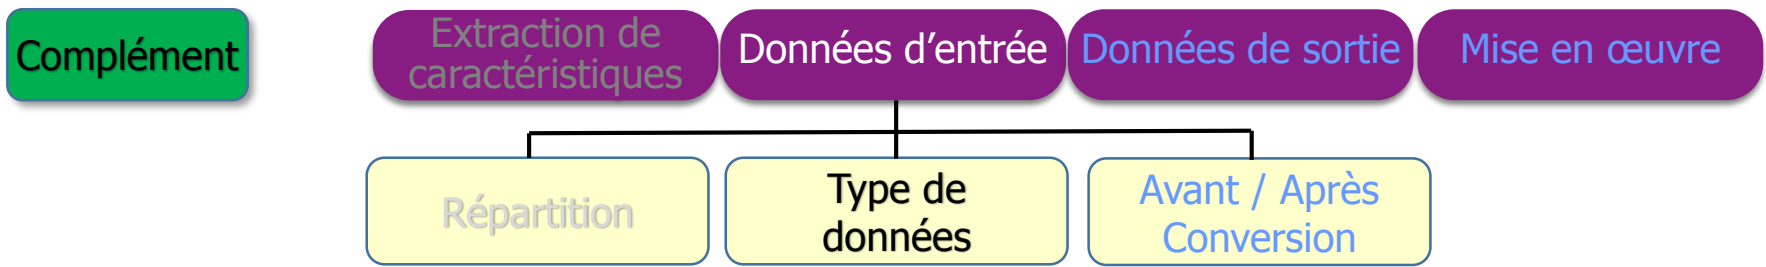 Complément
Extraction de
caractéristiques
Données d’entrée
Données de sortie
Mise en œuvre
Répartition
Type de
données
Avant / Après
Conversion